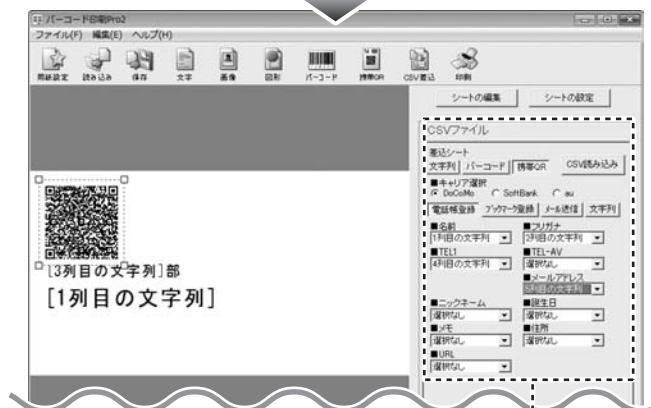 バーコード印刷Pro2
ファイル(F) 編集(E) ヘルプ(H)
用紙設定 読み込み 保存 文字 画像 図形 バーコード 携帯QR CSV差込 印刷
シートの編集 シートの設定
CSVファイル
差込シート
文字列 バーコード 携帯QR CSV読み込み
■キャリア選択
DoCoMo SoftBank au
電話帳登録 ブックマーク登録 メール送信 文字列
■名前 ■フリガナ
1列目の文字列 2列目の文字列
■TEL1 ■TEL-AV
4列目の文字列 選択なし
■メールアドレス
5列目の文字列
■ニックネーム ■誕生日
選択なし 選択なし
■メモ ■住所
選択なし 選択なし
■URL
選択なし
[3列目の文字列]部
[1列目の文字列]